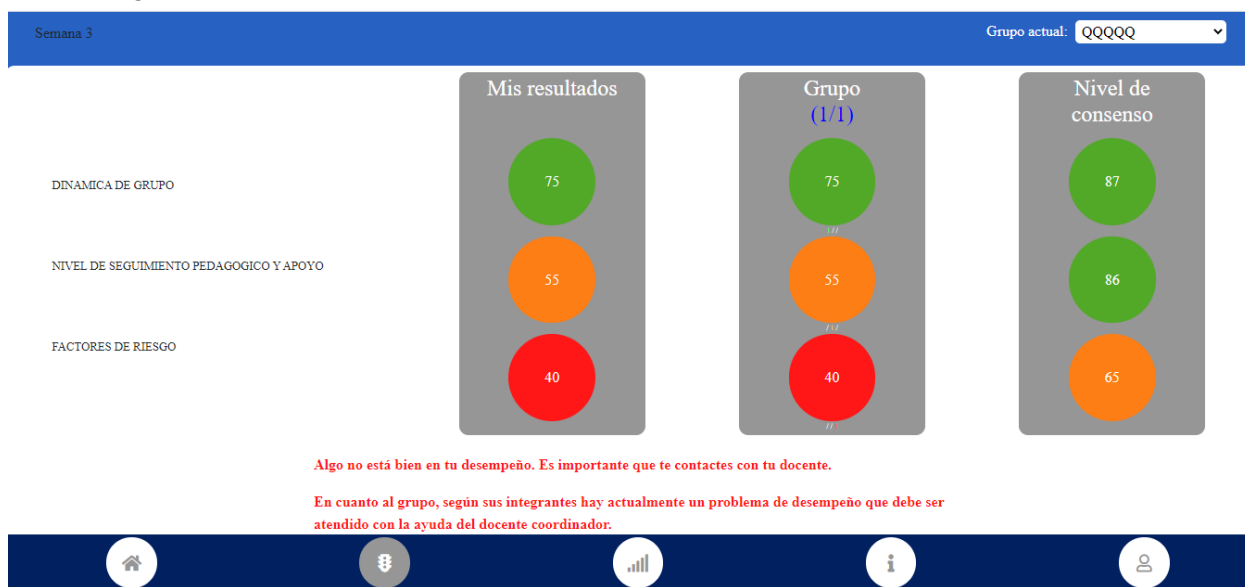 Semana 3
Grupo actual: QQQQQ
Mis resultados
Grupo
(1/1)
Nivel de
consenso
DINAMICA DE GRUPO
75
75
87
NIVEL DE SEGUIMIENTO PEDAGOGICO Y APOYO
55
55
86
FACTORES DE RIESGO
40
40
65
Algo no está bien en tu desempeño. Es importante que te contactes con tu docente.
En cuanto al grupo, según sus integrantes hay actualmente un problema de desempeño que debe ser
atendido con la ayuda del docente coordinador.